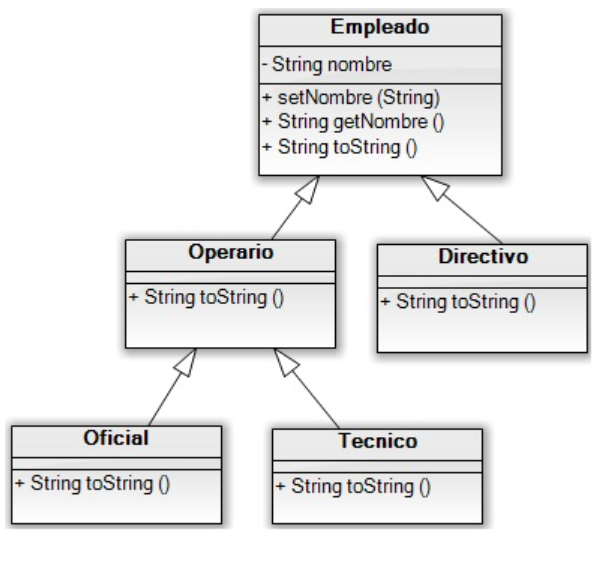 Empleado
- String nombre
+ setNombre (String)
+ String getNombre ()
+ String toString ()
Operario
+ String toString ()
Directivo
+ String toString ()
Oficial
+ String toString ()
Tecnico
+ String toString ()